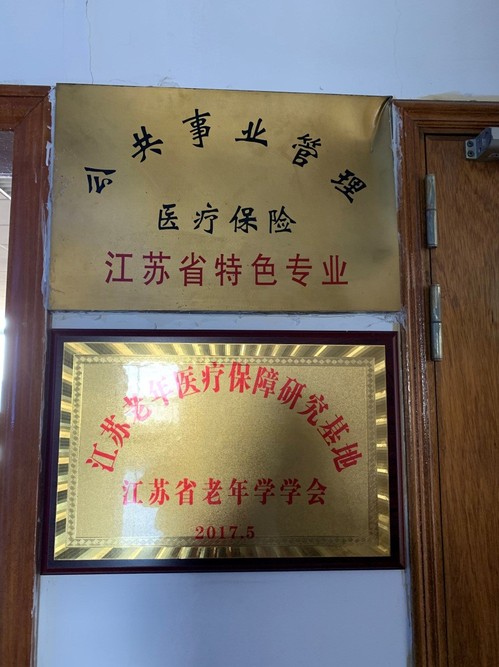 公共事业管理
医疗保险
江苏省特色专业
江苏老年医疗保障研究基地
江苏省老年学学会
2017.5